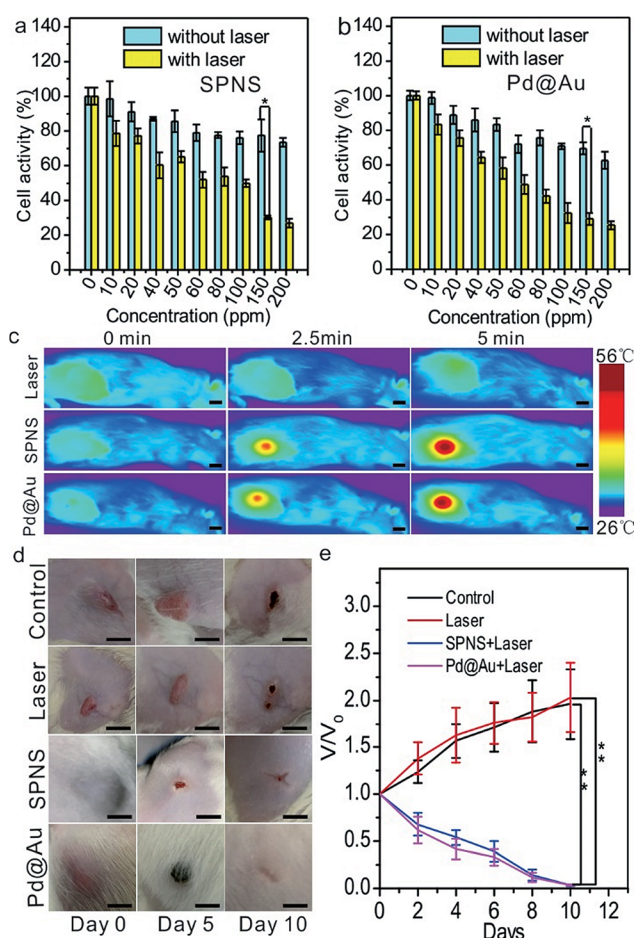 a
140
120
100
80
60
40
20
0
Cell activity (%)
without laser
with laser
SPNS
*
0 10 20 40 50 60 80 100 150 200
Concentration (ppm)
b
140
120
100
80
60
40
20
0
Cell activity (%)
without laser
with laser
Pd@Au
*
0 10 20 40 50 60 80 100 150 200
Concentration (ppm)
c
0 min 2.5min 5 min
Laser
SPNS
Pd@Au
56℃
26℃
d
Control
Laser
SPNS
Pd@Au
Day 0 Day 5 Day 10
e
3.0
2.5
2.0
1.5
1.0
0.5
0.0
V/V₀
Control
Laser
SPNS+Laser
Pd@Au+Laser
**
**
0 2 4 6 8 10 12
Days